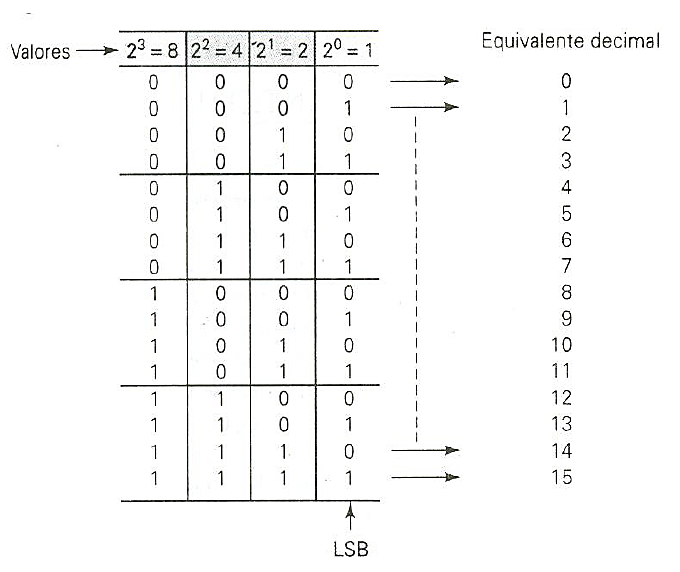 Valores 2³ = 8 2² = 4 2¹ = 2 2⁰ = 1 Equivalente decimal
0 0 0 0 0
0 0 0 1 1
0 0 1 0 2
0 0 1 1 3
0 1 0 0 4
0 1 0 1 5
0 1 1 0 6
0 1 1 1 7
1 0 0 0 8
1 0 0 1 9
1 0 1 0 10
1 0 1 1 11
1 1 0 0 12
1 1 0 1 13
1 1 1 0 14
1 1 1 1 15
LSB